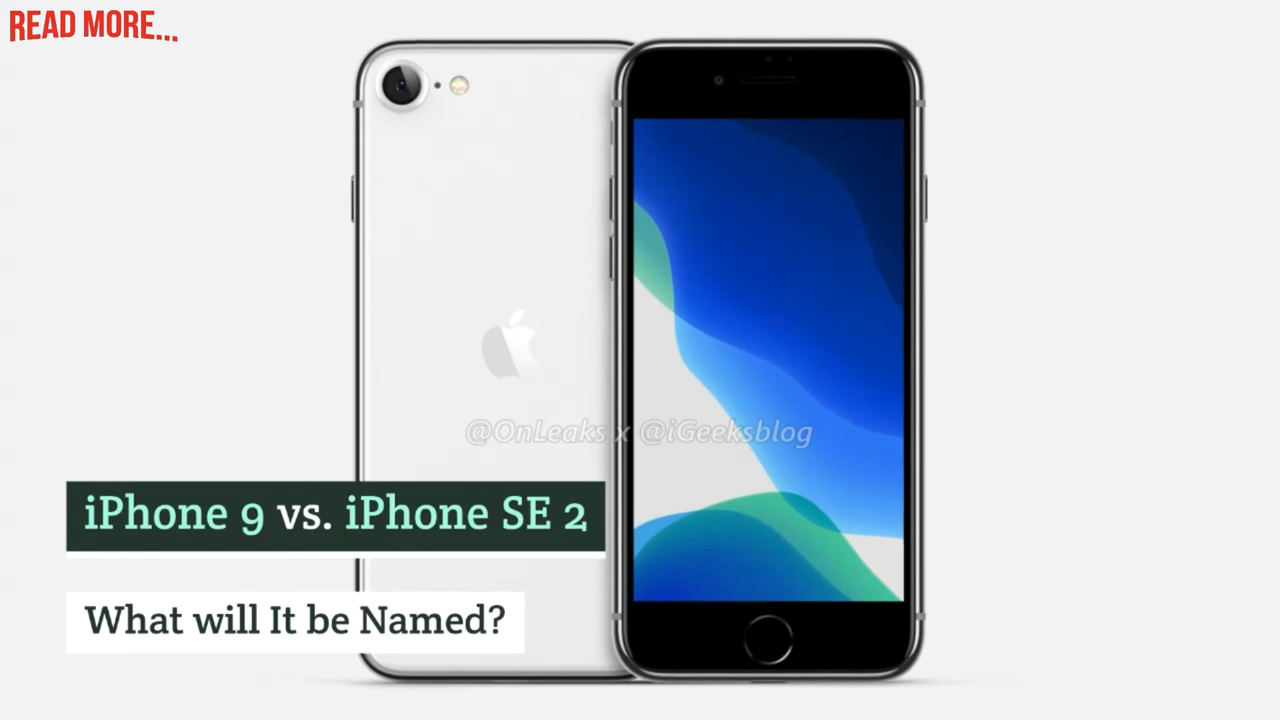 READ MORE...
@OnLeaks x @iGeeksblog
iPhone 9 vs. iPhone SE 2
What will It be Named?